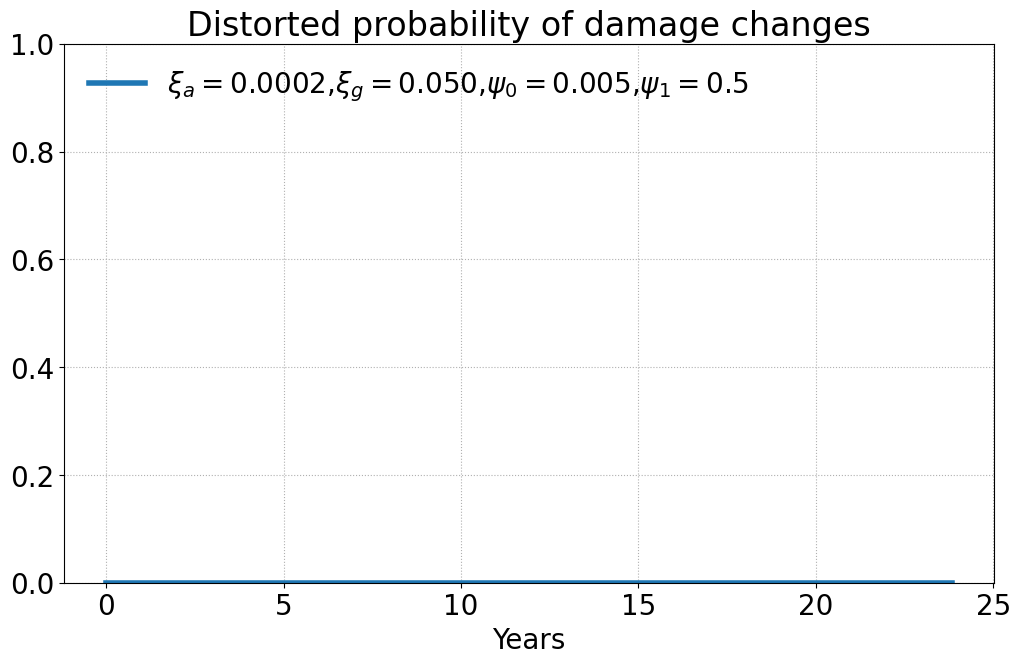 Distorted probability of damage changes
1.0
ξₐ = 0.0002,ξ_g = 0.050,ψ₀ = 0.005,ψ₁ = 0.5
0.8
0.6
0.4
0.2
0.0
0 5 10 15 20 25
Years